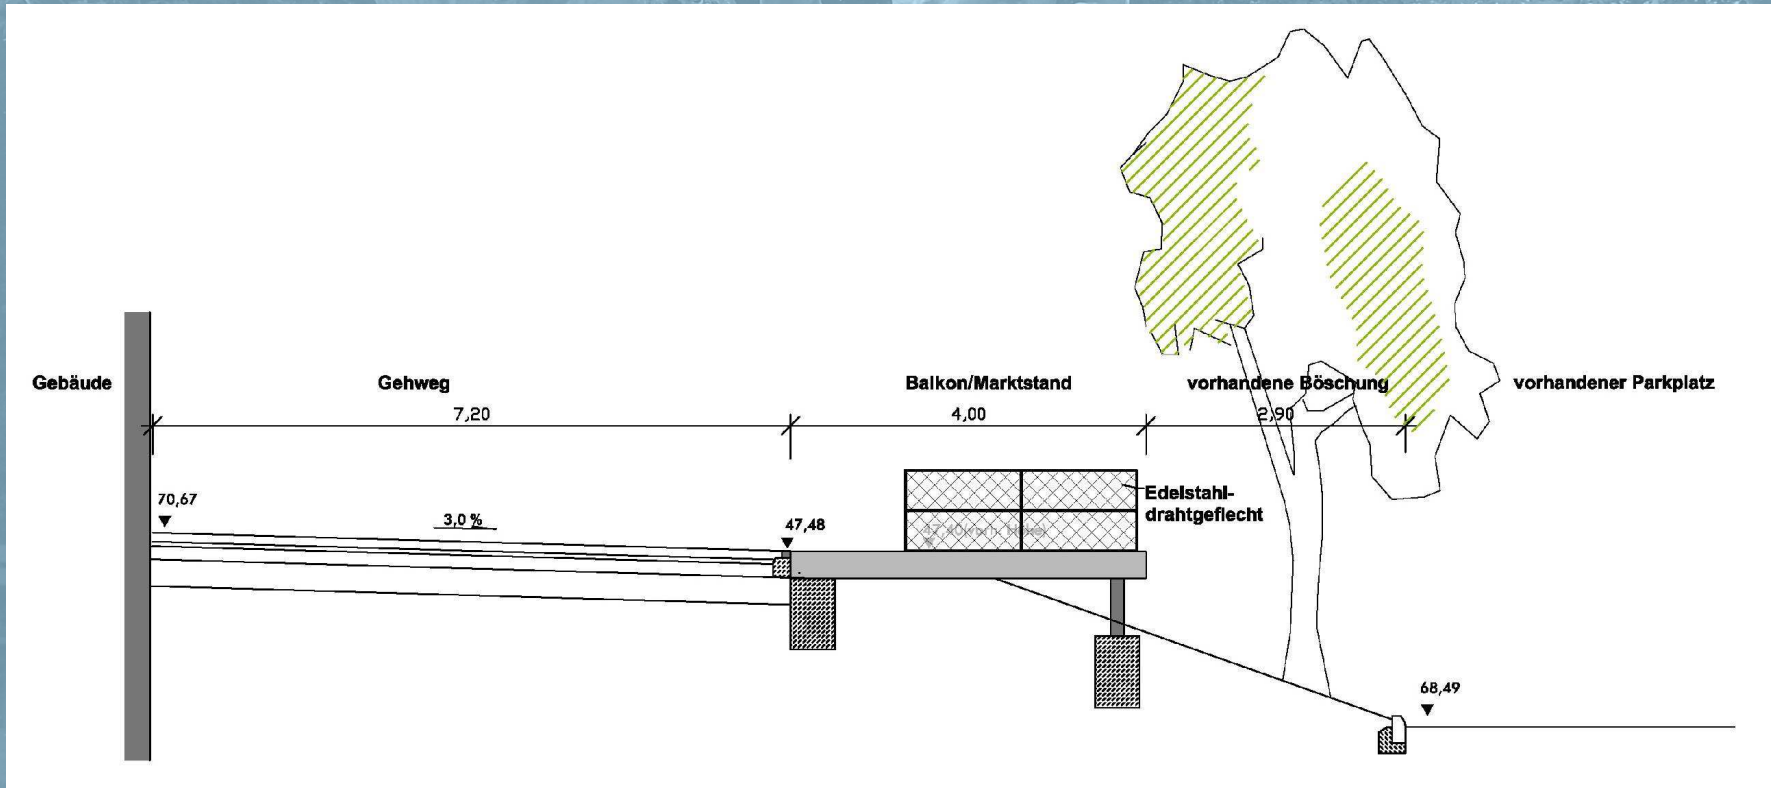 Gebäude
Gehweg
Balkon/Marktstand
vorhandene Böschung
vorhandener Parkplatz
7,20
4,00
2,90
70,67
3,0 %
47,48
Edelstahl-
drahtgeflecht
68,49